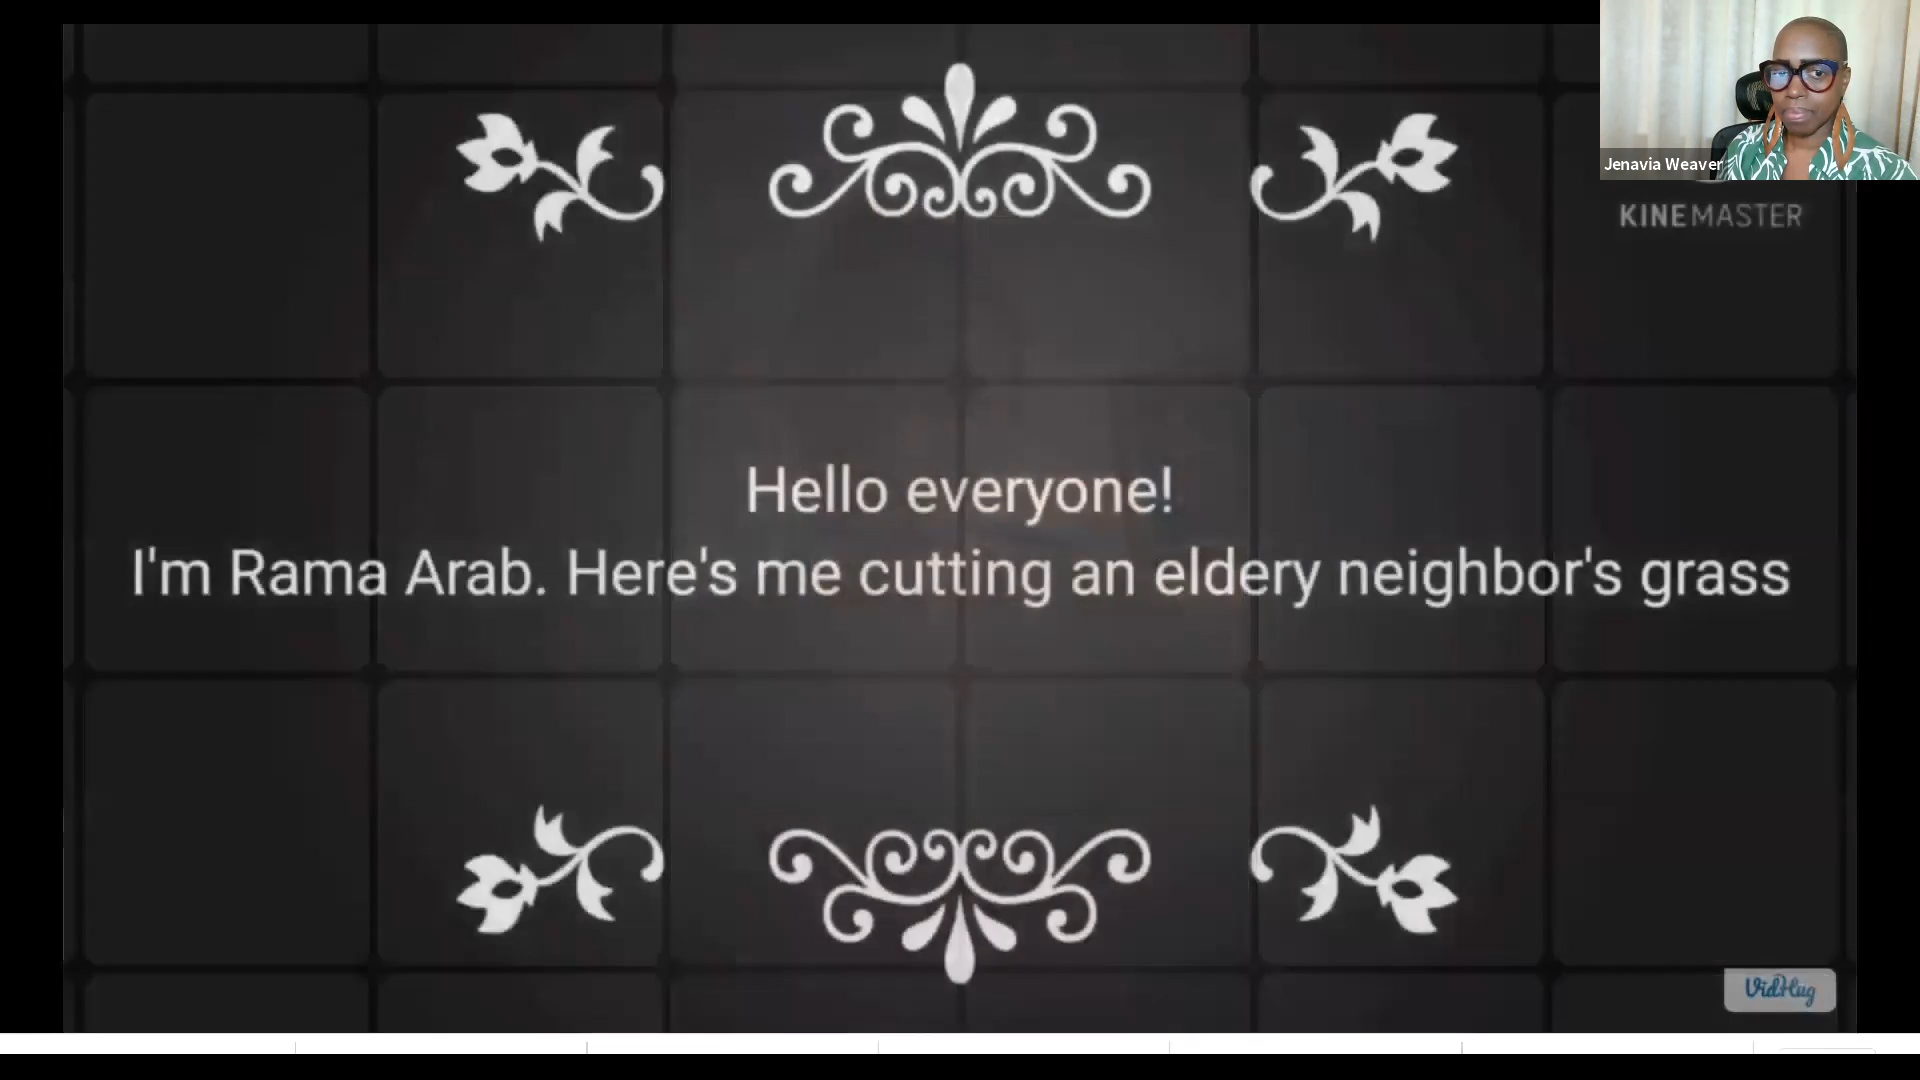 Jenavia Weaver
KINEMASTER
Hello everyone!
I'm Rama Arab. Here's me cutting an eldery neighbor's grass
VidHug